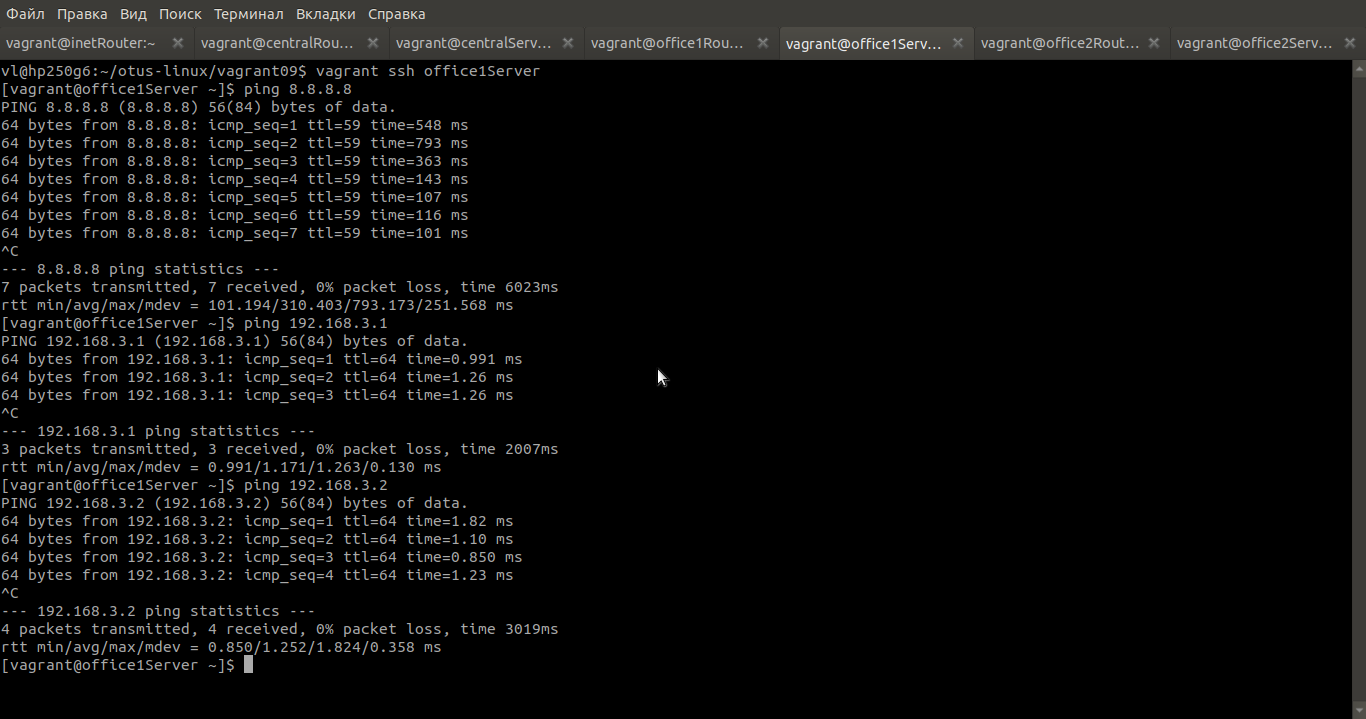 Файл Правка Вид Поиск Терминал Вкладки Справка
vagrant@inetRouter:~ vagrant@centralRou... vagrant@centralServ... vagrant@office1Rou... vagrant@office1Serv... vagrant@office2Rout... vagrant@office2Serv...
vl@hp250g6:~/otus-linux/vagrant09$ vagrant ssh office1Server
[vagrant@office1Server ~]$ ping 8.8.8.8
PING 8.8.8.8 (8.8.8.8) 56(84) bytes of data.
64 bytes from 8.8.8.8: icmp_seq=1 ttl=59 time=548 ms
64 bytes from 8.8.8.8: icmp_seq=2 ttl=59 time=793 ms
64 bytes from 8.8.8.8: icmp_seq=3 ttl=59 time=363 ms
64 bytes from 8.8.8.8: icmp_seq=4 ttl=59 time=143 ms
64 bytes from 8.8.8.8: icmp_seq=5 ttl=59 time=107 ms
64 bytes from 8.8.8.8: icmp_seq=6 ttl=59 time=116 ms
64 bytes from 8.8.8.8: icmp_seq=7 ttl=59 time=101 ms
^C
--- 8.8.8.8 ping statistics ---
7 packets transmitted, 7 received, 0% packet loss, time 6023ms
rtt min/avg/max/mdev = 101.194/310.403/793.173/251.568 ms
[vagrant@office1Server ~]$ ping 192.168.3.1
PING 192.168.3.1 (192.168.3.1) 56(84) bytes of data.
64 bytes from 192.168.3.1: icmp_seq=1 ttl=64 time=0.991 ms
64 bytes from 192.168.3.1: icmp_seq=2 ttl=64 time=1.26 ms
64 bytes from 192.168.3.1: icmp_seq=3 ttl=64 time=1.26 ms
^C
--- 192.168.3.1 ping statistics ---
3 packets transmitted, 3 received, 0% packet loss, time 2007ms
rtt min/avg/max/mdev = 0.991/1.171/1.263/0.130 ms
[vagrant@office1Server ~]$ ping 192.168.3.2
PING 192.168.3.2 (192.168.3.2) 56(84) bytes of data.
64 bytes from 192.168.3.2: icmp_seq=1 ttl=64 time=1.82 ms
64 bytes from 192.168.3.2: icmp_seq=2 ttl=64 time=1.10 ms
64 bytes from 192.168.3.2: icmp_seq=3 ttl=64 time=0.850 ms
64 bytes from 192.168.3.2: icmp_seq=4 ttl=64 time=1.23 ms
^C
--- 192.168.3.2 ping statistics ---
4 packets transmitted, 4 received, 0% packet loss, time 3019ms
rtt min/avg/max/mdev = 0.850/1.252/1.824/0.358 ms
[vagrant@office1Server ~]$